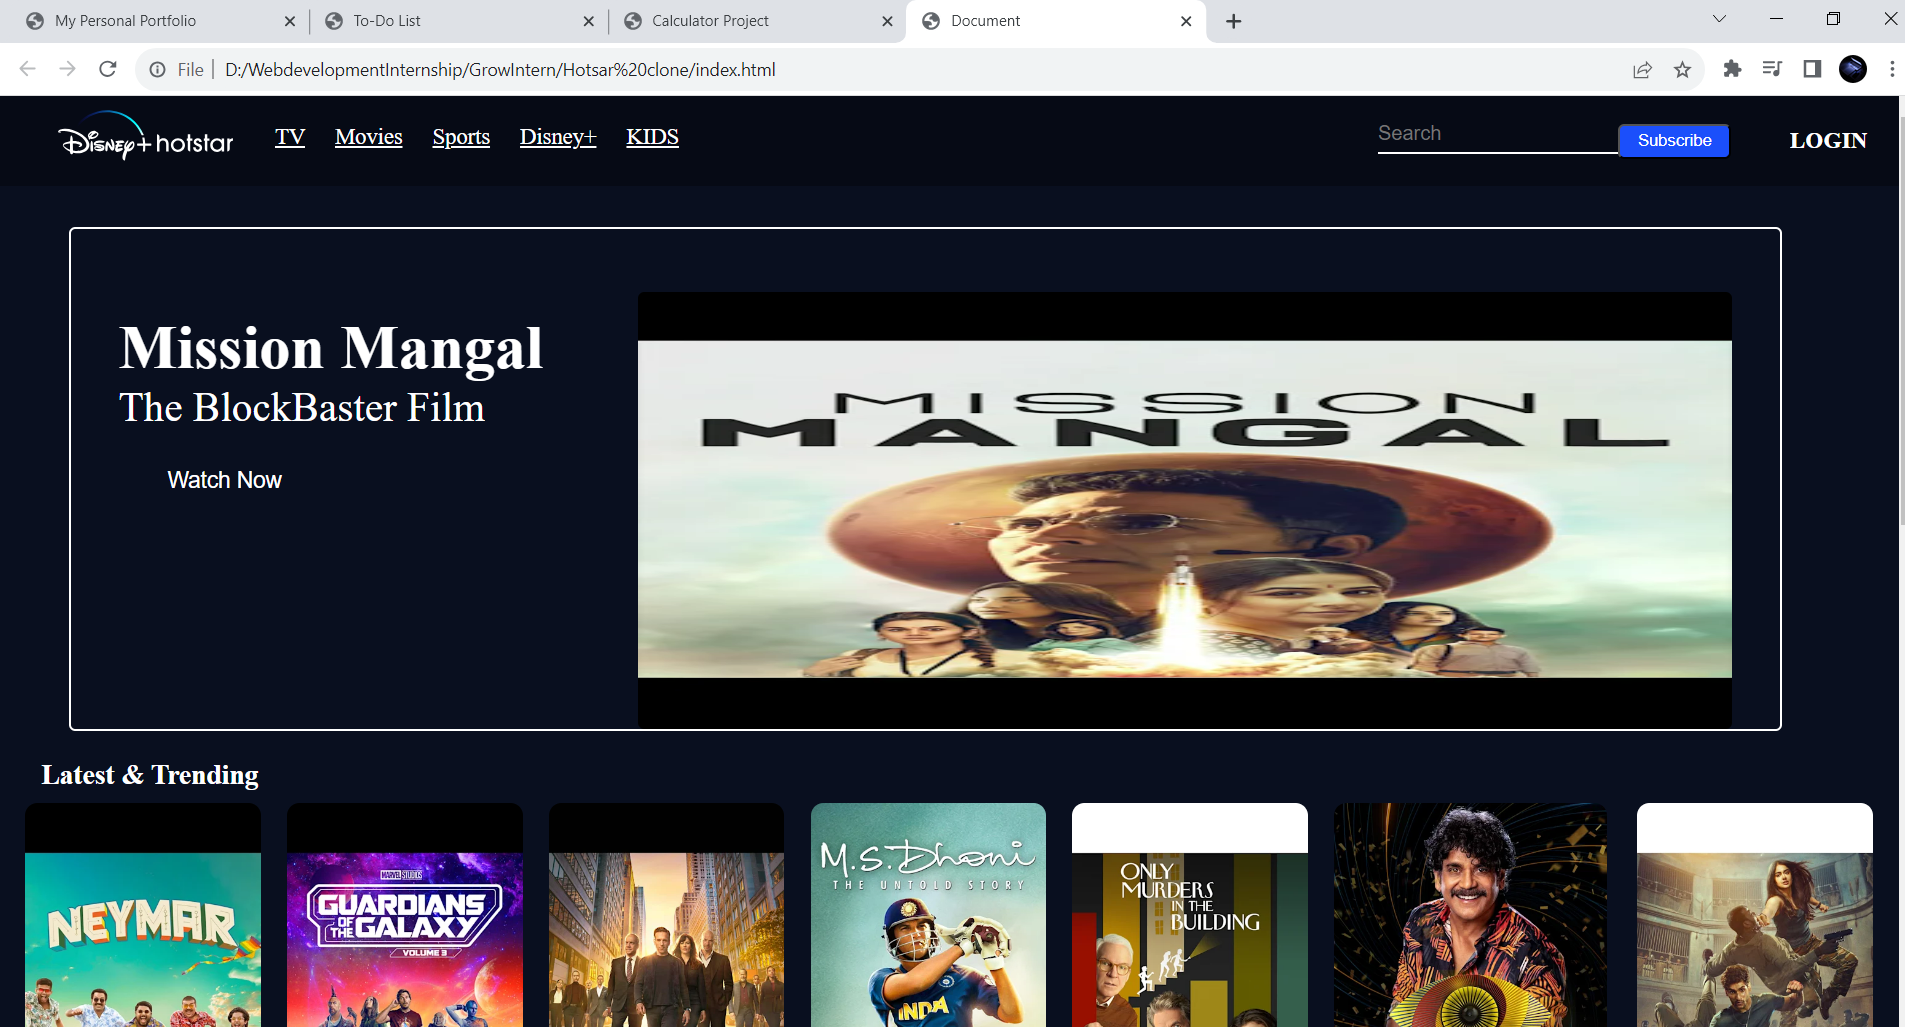 My Personal Portfolio
To-Do List
Calculator Project
Document
File
D:/WebdevelopmentInternship/GrowIntern/Hotsar%20clone/index.html
Disney+ hotstar
TV
Movies
Sports
Disney+
KIDS
Search
Subscribe
LOGIN
Mission Mangal
The BlockBaster Film
Watch Now
MISSION
MANGAL
Latest & Trending
NEYMAR
MARVEL STUDIOS
GUARDIANS
OF THE GALAXY
VOLUME 3
M.S.Dhoni
THE UNTOLD STORY
INDA
ONLY
MURDERS
IN THE
BUILDING